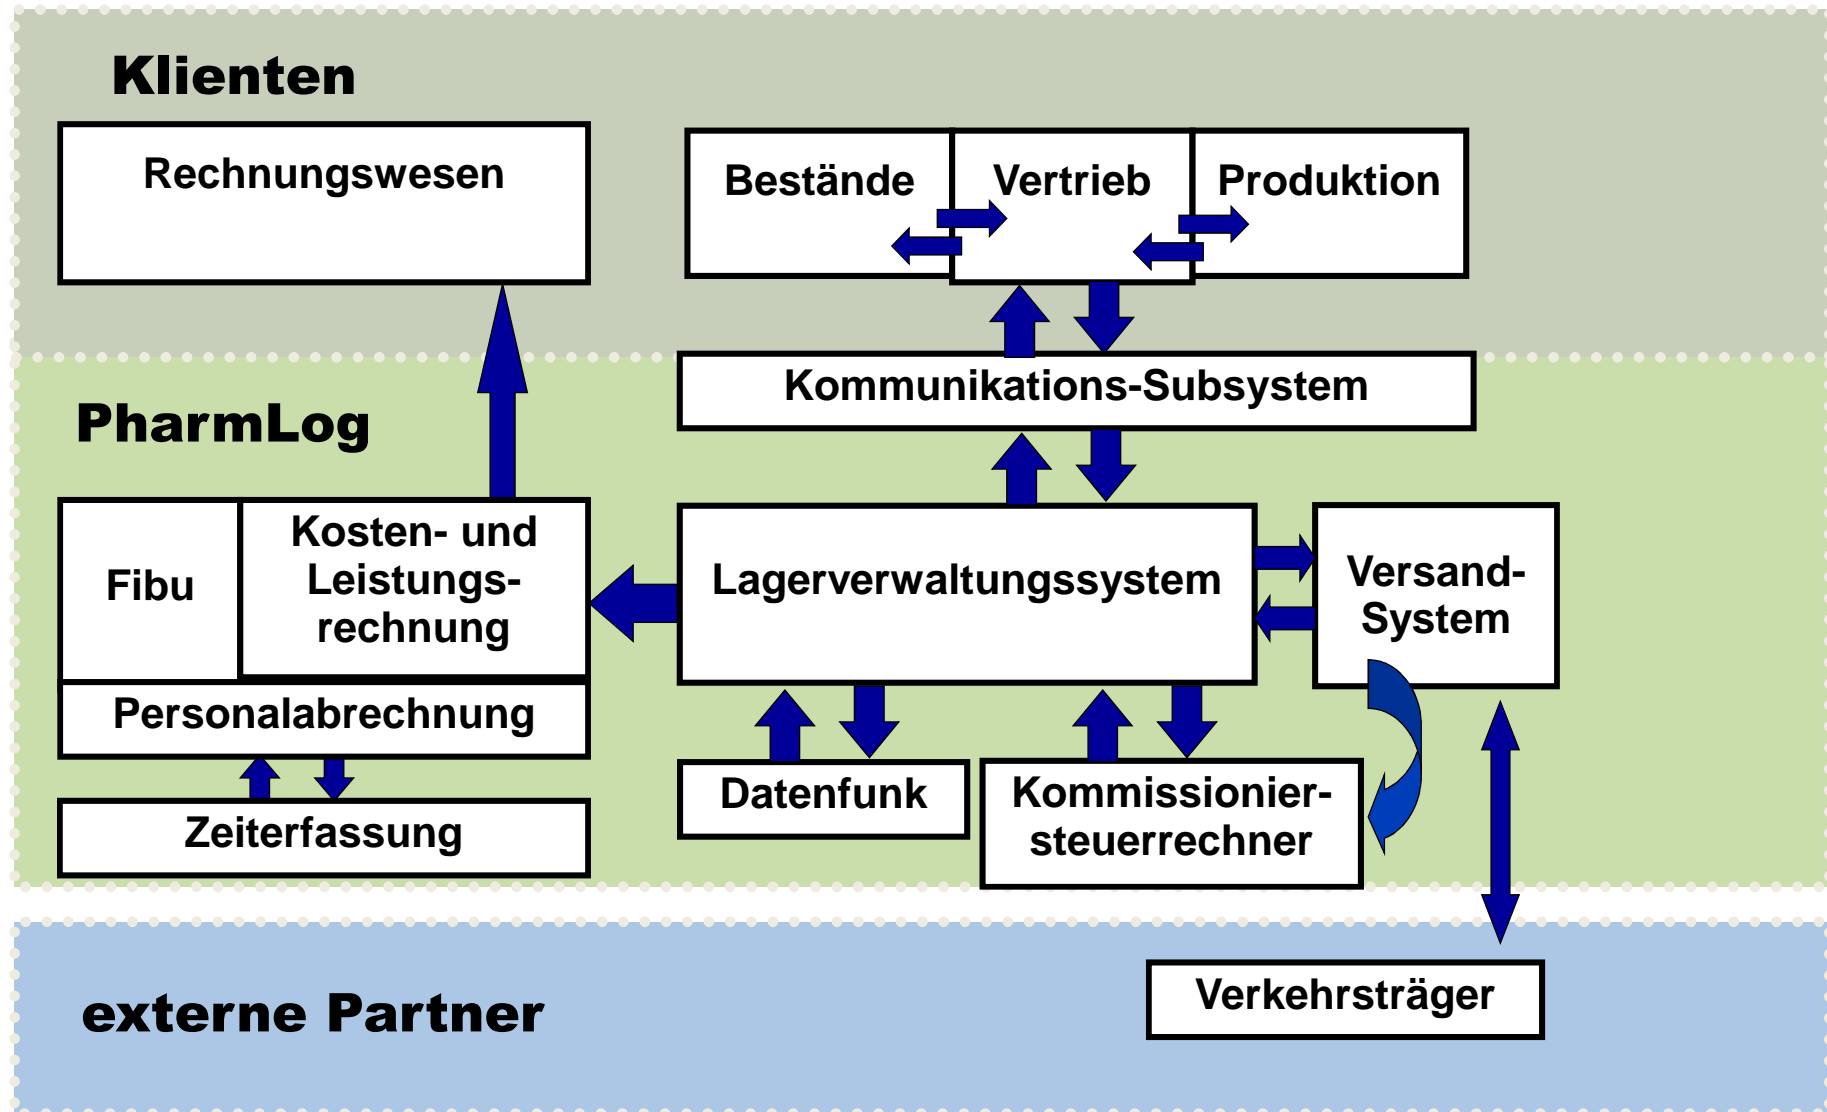 Klienten
Rechnungswesen
Bestände
Vertrieb
Produktion
Kommunikations-Subsystem
PharmLog
Fibu
Kosten- und
Leistungs-
rechnung
Lagerverwaltungssystem
Versand-
System
Personalabrechnung
Zeiterfassung
Datenfunk
Kommissionier-
steuerrechner
externe Partner
Verkehrsträger